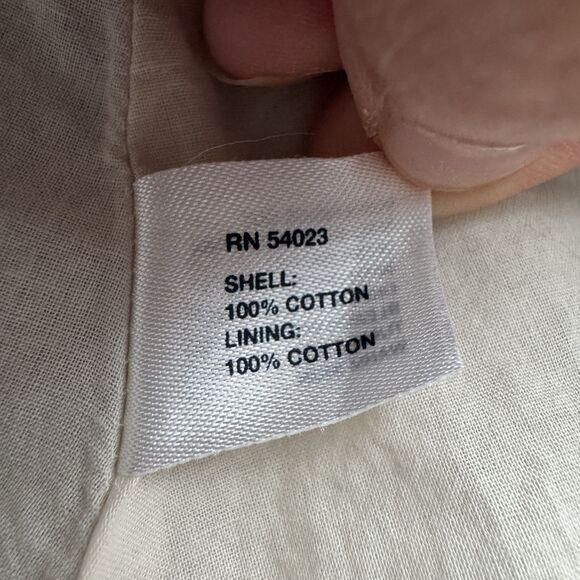 RN 54023
SHELL:
100% COTTON
LINING:
100% COTTON